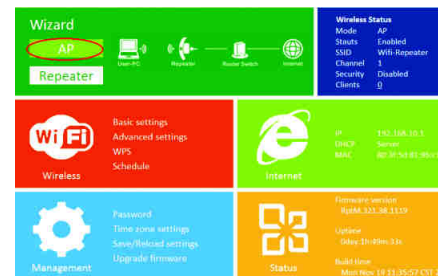 Wizard
AP
Repeater
User-PC
Repeater
Router Switch
Internet
Wireless Status
Mode AP
Stauts Enabled
SSID Wifi-Repeater
Channel 1
Security Disabled
Clients 0
Wi Fi
Wireless
Basic settings
Advanced settings
WPS
Schedule
Internet
IP 192.168.10.1
DHCP Server
MAC
Management
Password
Time zone settings
Save/Reload settings
Upgrade firmware
Status
Firmware version
Uptime
Build time